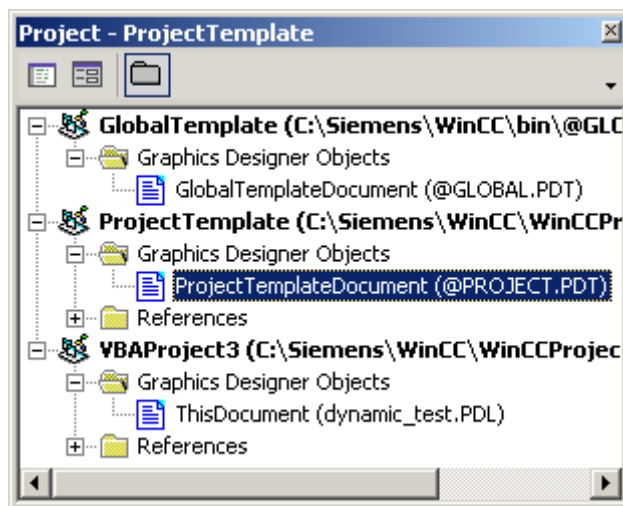 Project - ProjectTemplate
GlobalTemplate (C:\Siemens\WinCC\bin\@GLC
Graphics Designer Objects
GlobalTemplateDocument (@GLOBAL.PDT)
ProjectTemplate (C:\Siemens\WinCC\WinCCPr
Graphics Designer Objects
ProjectTemplateDocument (@PROJECT.PDT)
References
VBAProject3 (C:\Siemens\WinCC\WinCCProjec
Graphics Designer Objects
ThisDocument (dynamic_test.PDL)
References